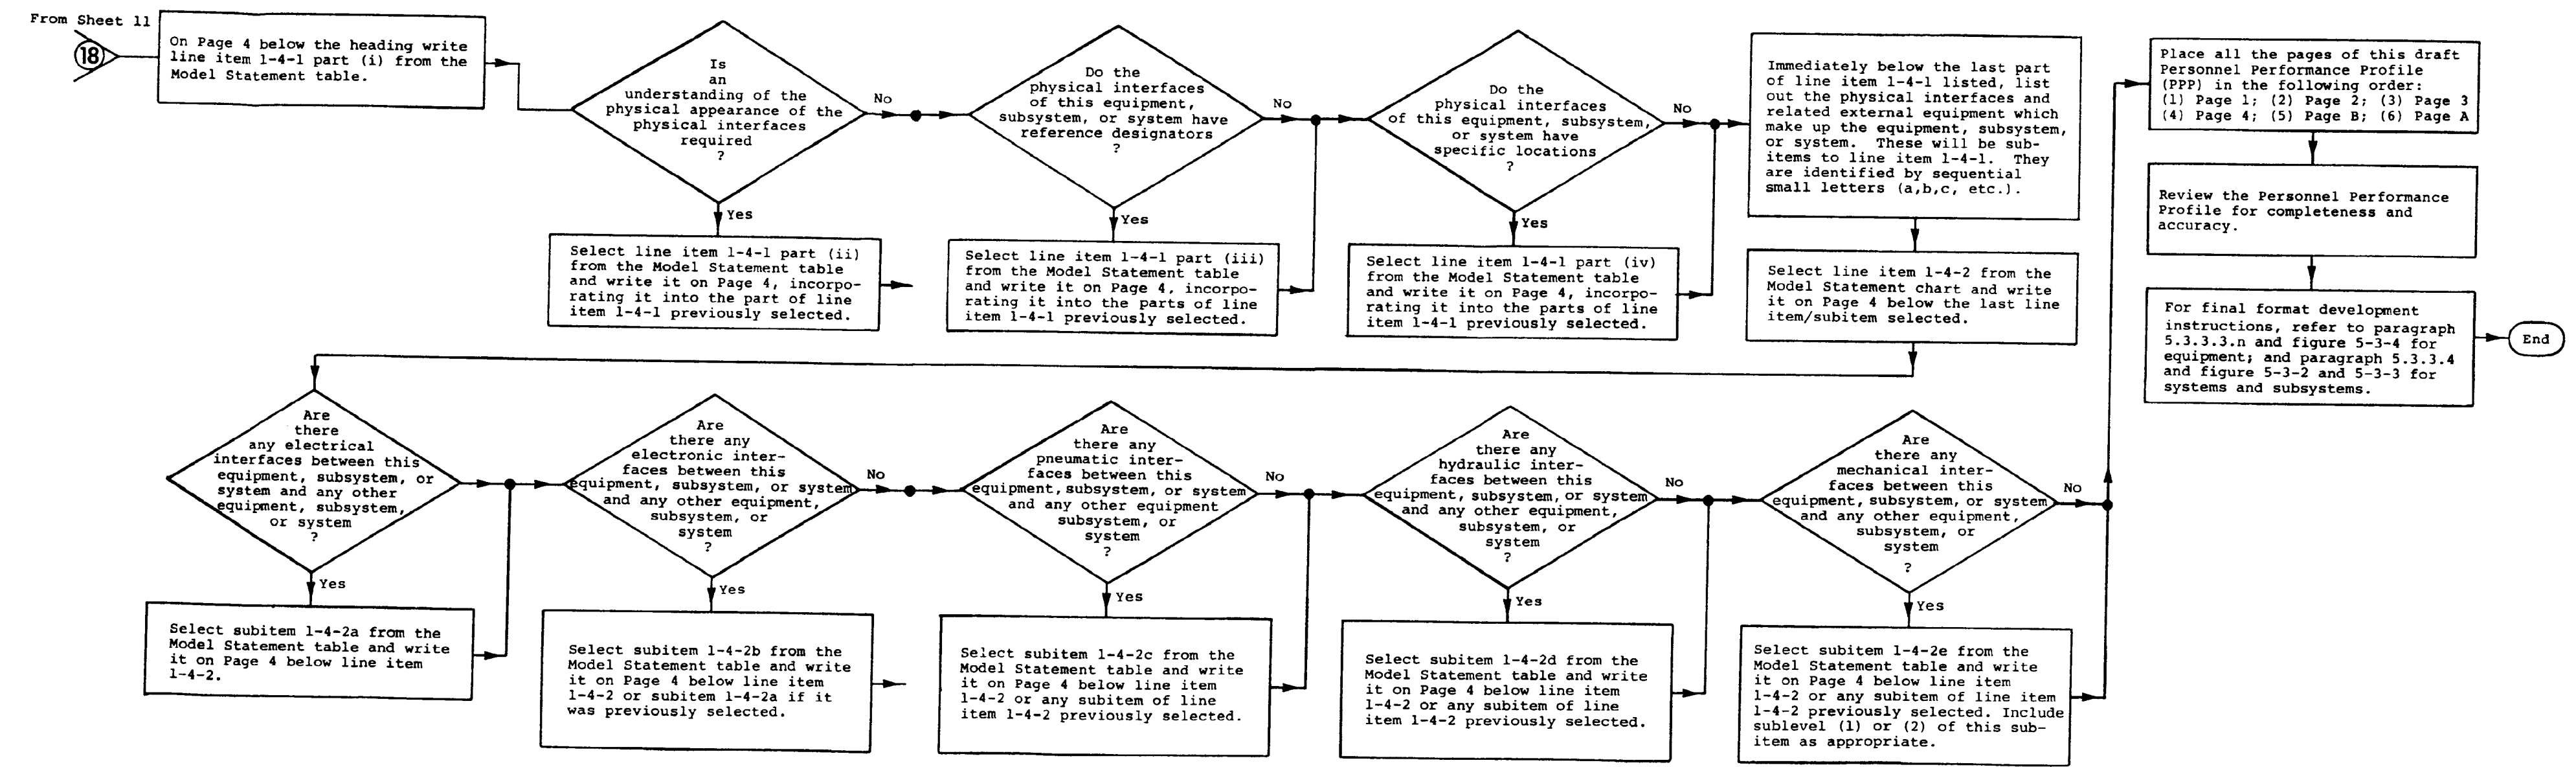 From Sheet 11
18
On Page 4 below the heading write
line item 1-4-1 part (i) from the
Model Statement table.
Is
an
understanding of the
physical appearance of the
physical interfaces
required
?
No
Yes
Select line item 1-4-1 part (ii)
from the Model Statement table
and write it on Page 4, incorpo-
rating it into the part of line
item 1-4-1 previously selected.
Do the
physical interfaces
of this equipment,
subsystem, or system have
reference designators
?
No
Yes
Select line item 1-4-1 part (iii)
from the Model Statement table
and write it on Page 4, incorpo-
rating it into the parts of line
item 1-4-1 previously selected.
Do the
physical interfaces
of this equipment, subsystem,
or system have
specific locations
?
No
Yes
Select line item 1-4-1 part (iv)
from the Model Statement table
and write it on Page 4, incorpo-
rating it into the parts of line
item 1-4-1 previously selected.
Immediately below the last part
of line item 1-4-1 listed, list
out the physical interfaces and
related external equipment which
make up the equipment, subsystem,
or system.  These will be sub-
items to line item 1-4-1.  They
are identified by sequential
small letters (a,b,c, etc.).
Select line item 1-4-2 from the
Model Statement chart and write
it on Page 4 below the last line
item/subitem selected.
Are
there
any electrical
interfaces between this
equipment, subsystem, or
system and any other
equipment, subsystem,
or system
?
Yes
Select subitem 1-4-2a from the
Model Statement table and write
it on Page 4 below line item
1-4-2.
Are
there any
electronic inter-
faces between this
equipment, subsystem, or system
and any other equipment,
subsystem, or
system
?
No
Yes
Select subitem 1-4-2b from the
Model Statement table and write
it on Page 4 below line item
1-4-2 or subitem 1-4-2a if it
was previously selected.
Are
there any
pneumatic inter-
faces between this
equipment, subsystem, or system
and any other equipment
subsystem, or
system
?
No
Yes
Select subitem 1-4-2c from the
Model Statement table and write
it on Page 4 below line item
1-4-2 or any subitem of line
item 1-4-2 previously selected.
Are
there any
hydraulic inter-
faces between this
equipment, subsystem, or system
and any other equipment,
subsystem, or
system
?
No
Yes
Select subitem 1-4-2d from the
Model Statement table and write
it on Page 4 below line item
1-4-2 or any subitem of line
item 1-4-2 previously selected.
Are
there any
mechanical inter-
faces between this
equipment, subsystem, or system
and any other equipment,
subsystem, or
system
?
No
Yes
Select subitem 1-4-2e from the
Model Statement table and write
it on Page 4 below line item
1-4-2 or any subitem of line item
1-4-2 previously selected. Include
sublevel (1) or (2) of this sub-
item as appropriate.
Place all the pages of this draft
Personnel Performance Profile
(PPP) in the following order:
(1) Page 1; (2) Page 2; (3) Page 3
(4) Page 4; (5) Page B; (6) Page A
Review the Personnel Performance
Profile for completeness and
accuracy.
For final format development
instructions, refer to paragraph
5.3.3.3.n and figure 5-3-4 for
equipment; and paragraph 5.3.3.4
and figure 5-3-2 and 5-3-3 for
systems and subsystems.
End